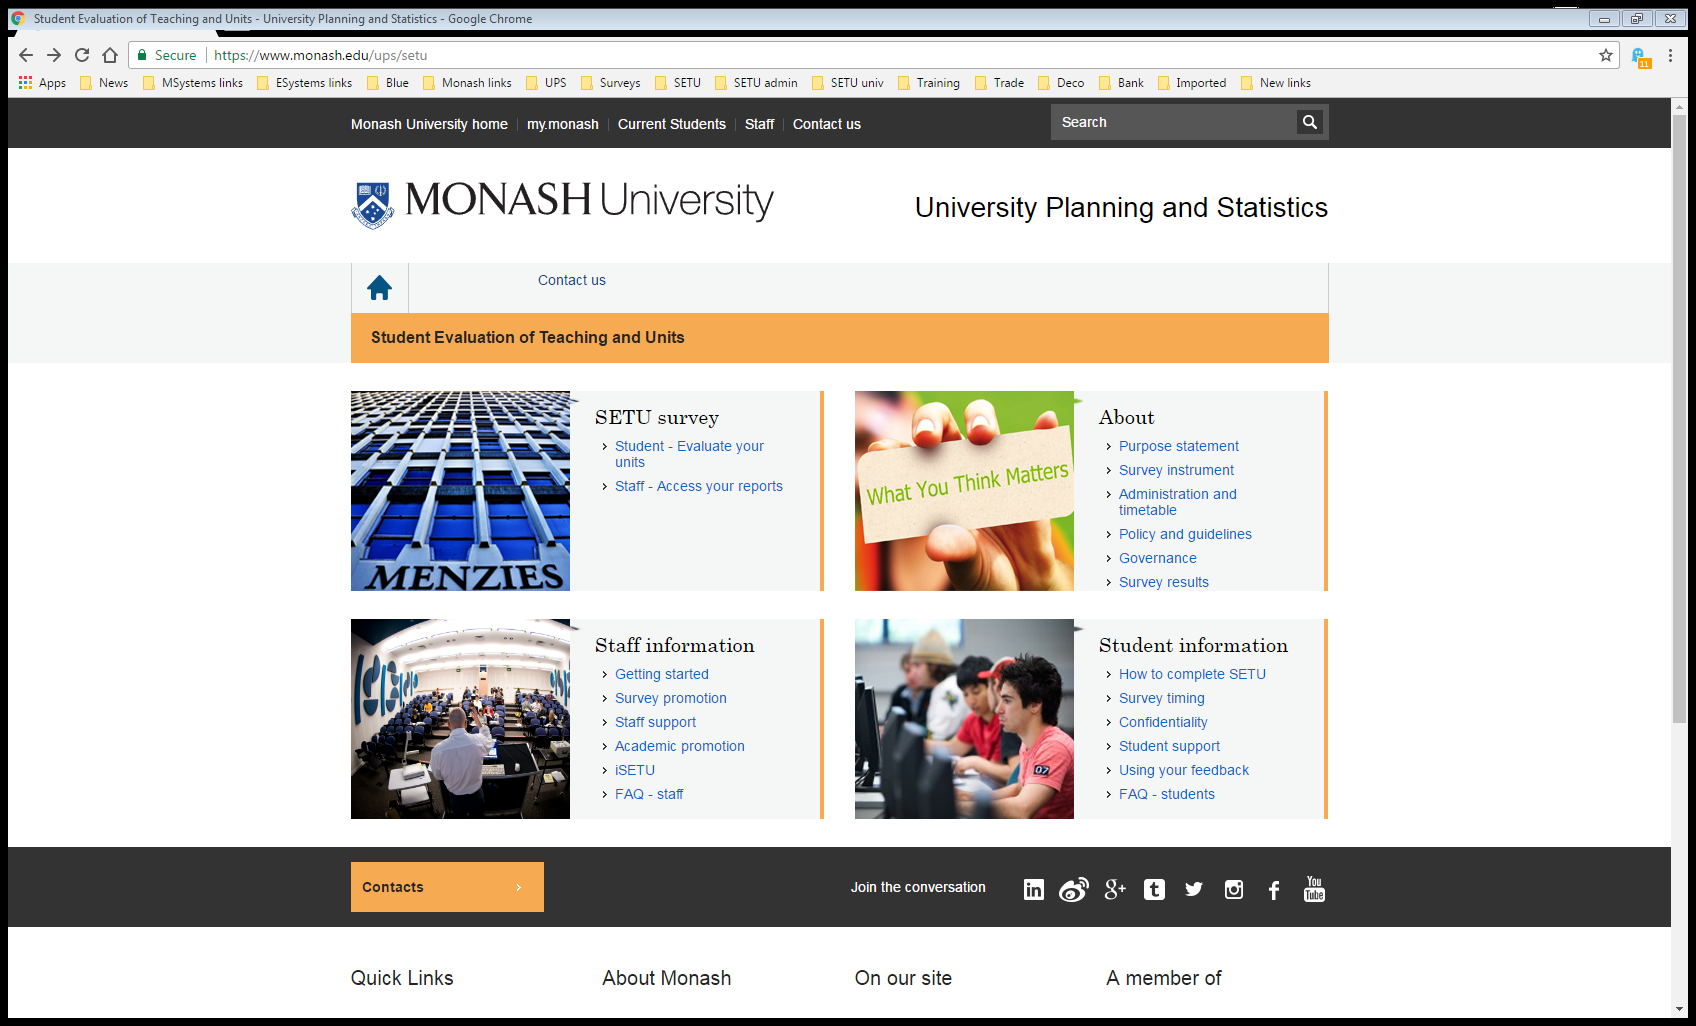 Student Evaluation of Teaching and Units - University Planning and Statistics - Google Chrome
Secure https://www.monash.edu/ups/setu
11
Apps News MSystems links ESystems links Blue Monash links UPS Surveys SETU SETU admin SETU univ Training Trade Deco Bank Imported New links
Monash University home my.monash Current Students Staff Contact us Search
MONASH University
University Planning and Statistics
Contact us
Student Evaluation of Teaching and Units
MENZIES
SETU survey
Student - Evaluate your
units
Staff - Access your reports
What You Think Matters
About
Purpose statement
Survey instrument
Administration and
timetable
Policy and guidelines
Governance
Survey results
Staff information
Getting started
Survey promotion
Staff support
Academic promotion
iSETU
FAQ - staff
07
Student information
How to complete SETU
Survey timing
Confidentiality
Student support
Using your feedback
FAQ - students
Contacts
Join the conversation
in g+ t f You
Tube
Quick Links About Monash On our site A member of